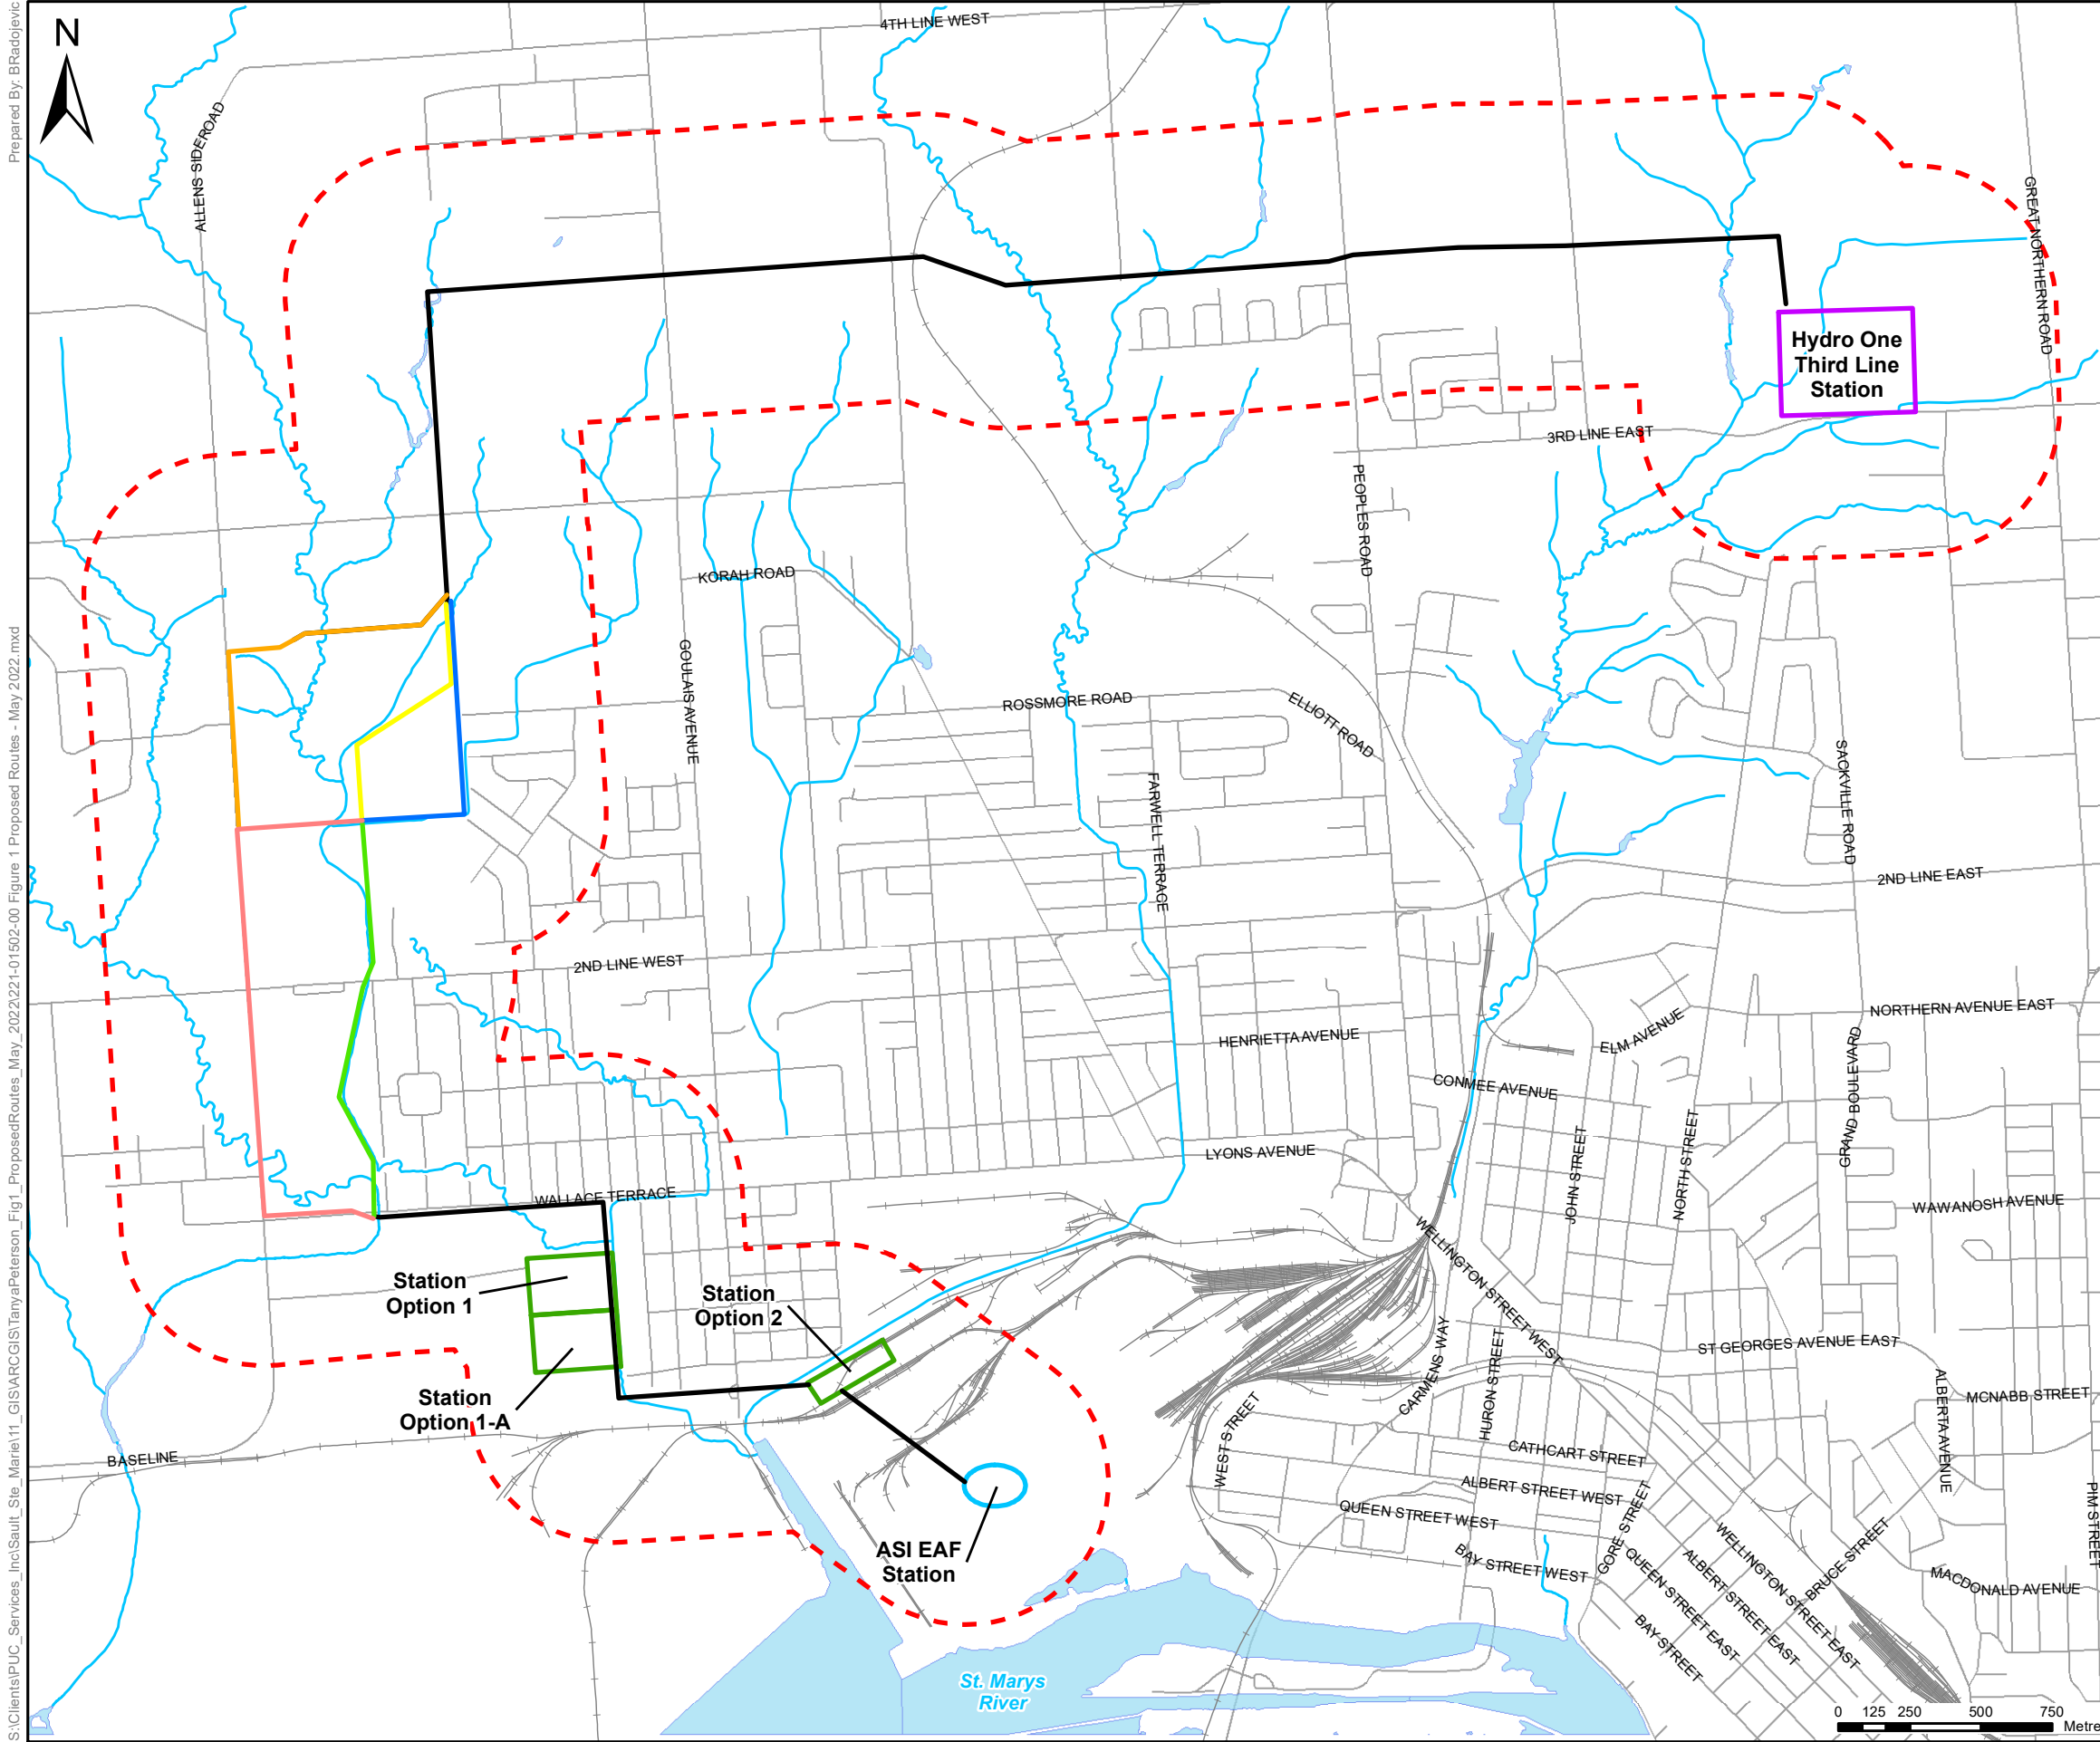 Prepared By: BRadojevic
S:\Clients\PUC_Services_Inc\Sault_Ste_Marie\11_GIS\ARCGIS\TanyaPeterson_Fig1_ProposedRoutes_May_2022\221-01502-00 Figure 1 Proposed Routes - May 2022.mxd
N
4TH LINE WEST
ALLENS SIDEROAD
GREAT NORTHERN ROAD
Hydro One
Third Line
Station
3RD LINE EAST
PEOPLES ROAD
KORAH ROAD
GOULAIS AVENUE
ROSSMORE ROAD
ELLIOTT ROAD
FARWELL TERRACE
SACKVILLE ROAD
2ND LINE EAST
2ND LINE WEST
NORTHERN AVENUE EAST
HENRIETTA AVENUE
ELM AVENUE
CONMEE AVENUE
GRAND BOULEVARD
JOHN STREET
NORTH STREET
LYONS AVENUE
WALLACE TERRACE
WAWANOSH AVENUE
WELLINGTON STREET WEST
Station
Option 1
Station
Option 2
ST GEORGES AVENUE EAST
CARMENS WAY
HURON STREET
ALBERTA AVENUE
MCNABB STREET
Station
Option 1-A
BASELINE
WEST STREET
CATHCART STREET
ALBERT STREET WEST
QUEEN STREET WEST
GORE STREET
PIM STREET
BAY STREET WEST
ASI EAF
Station
QUEEN STREET EAST
ALBERT STREET EAST
WELLINGTON STREET EAST
BRUCE STREET
MACDONALD AVENUE
BAY STREET
St. Marys
River
0 125 250 500 750
Metre